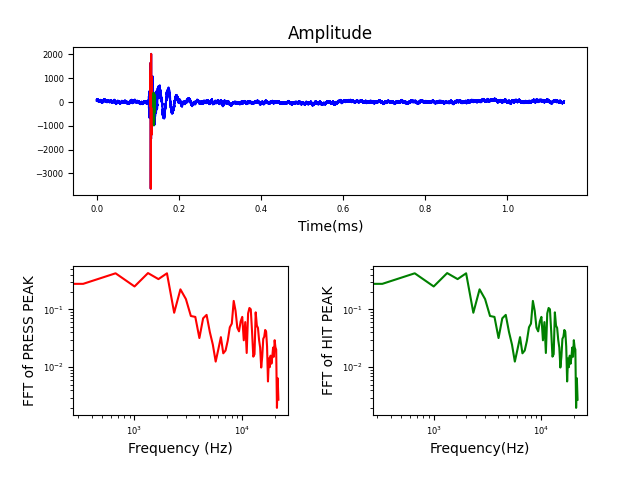 Amplitude
2000
1000
0
−1000
−2000
−3000
0.0 0.2 0.4 0.6 0.8 1.0
Time(ms)
FFT of PRESS PEAK
10⁻¹
10⁻²
10³ 10⁴
Frequency (Hz)
FFT of HIT PEAK
10⁻¹
10⁻²
10³ 10⁴
Frequency(Hz)